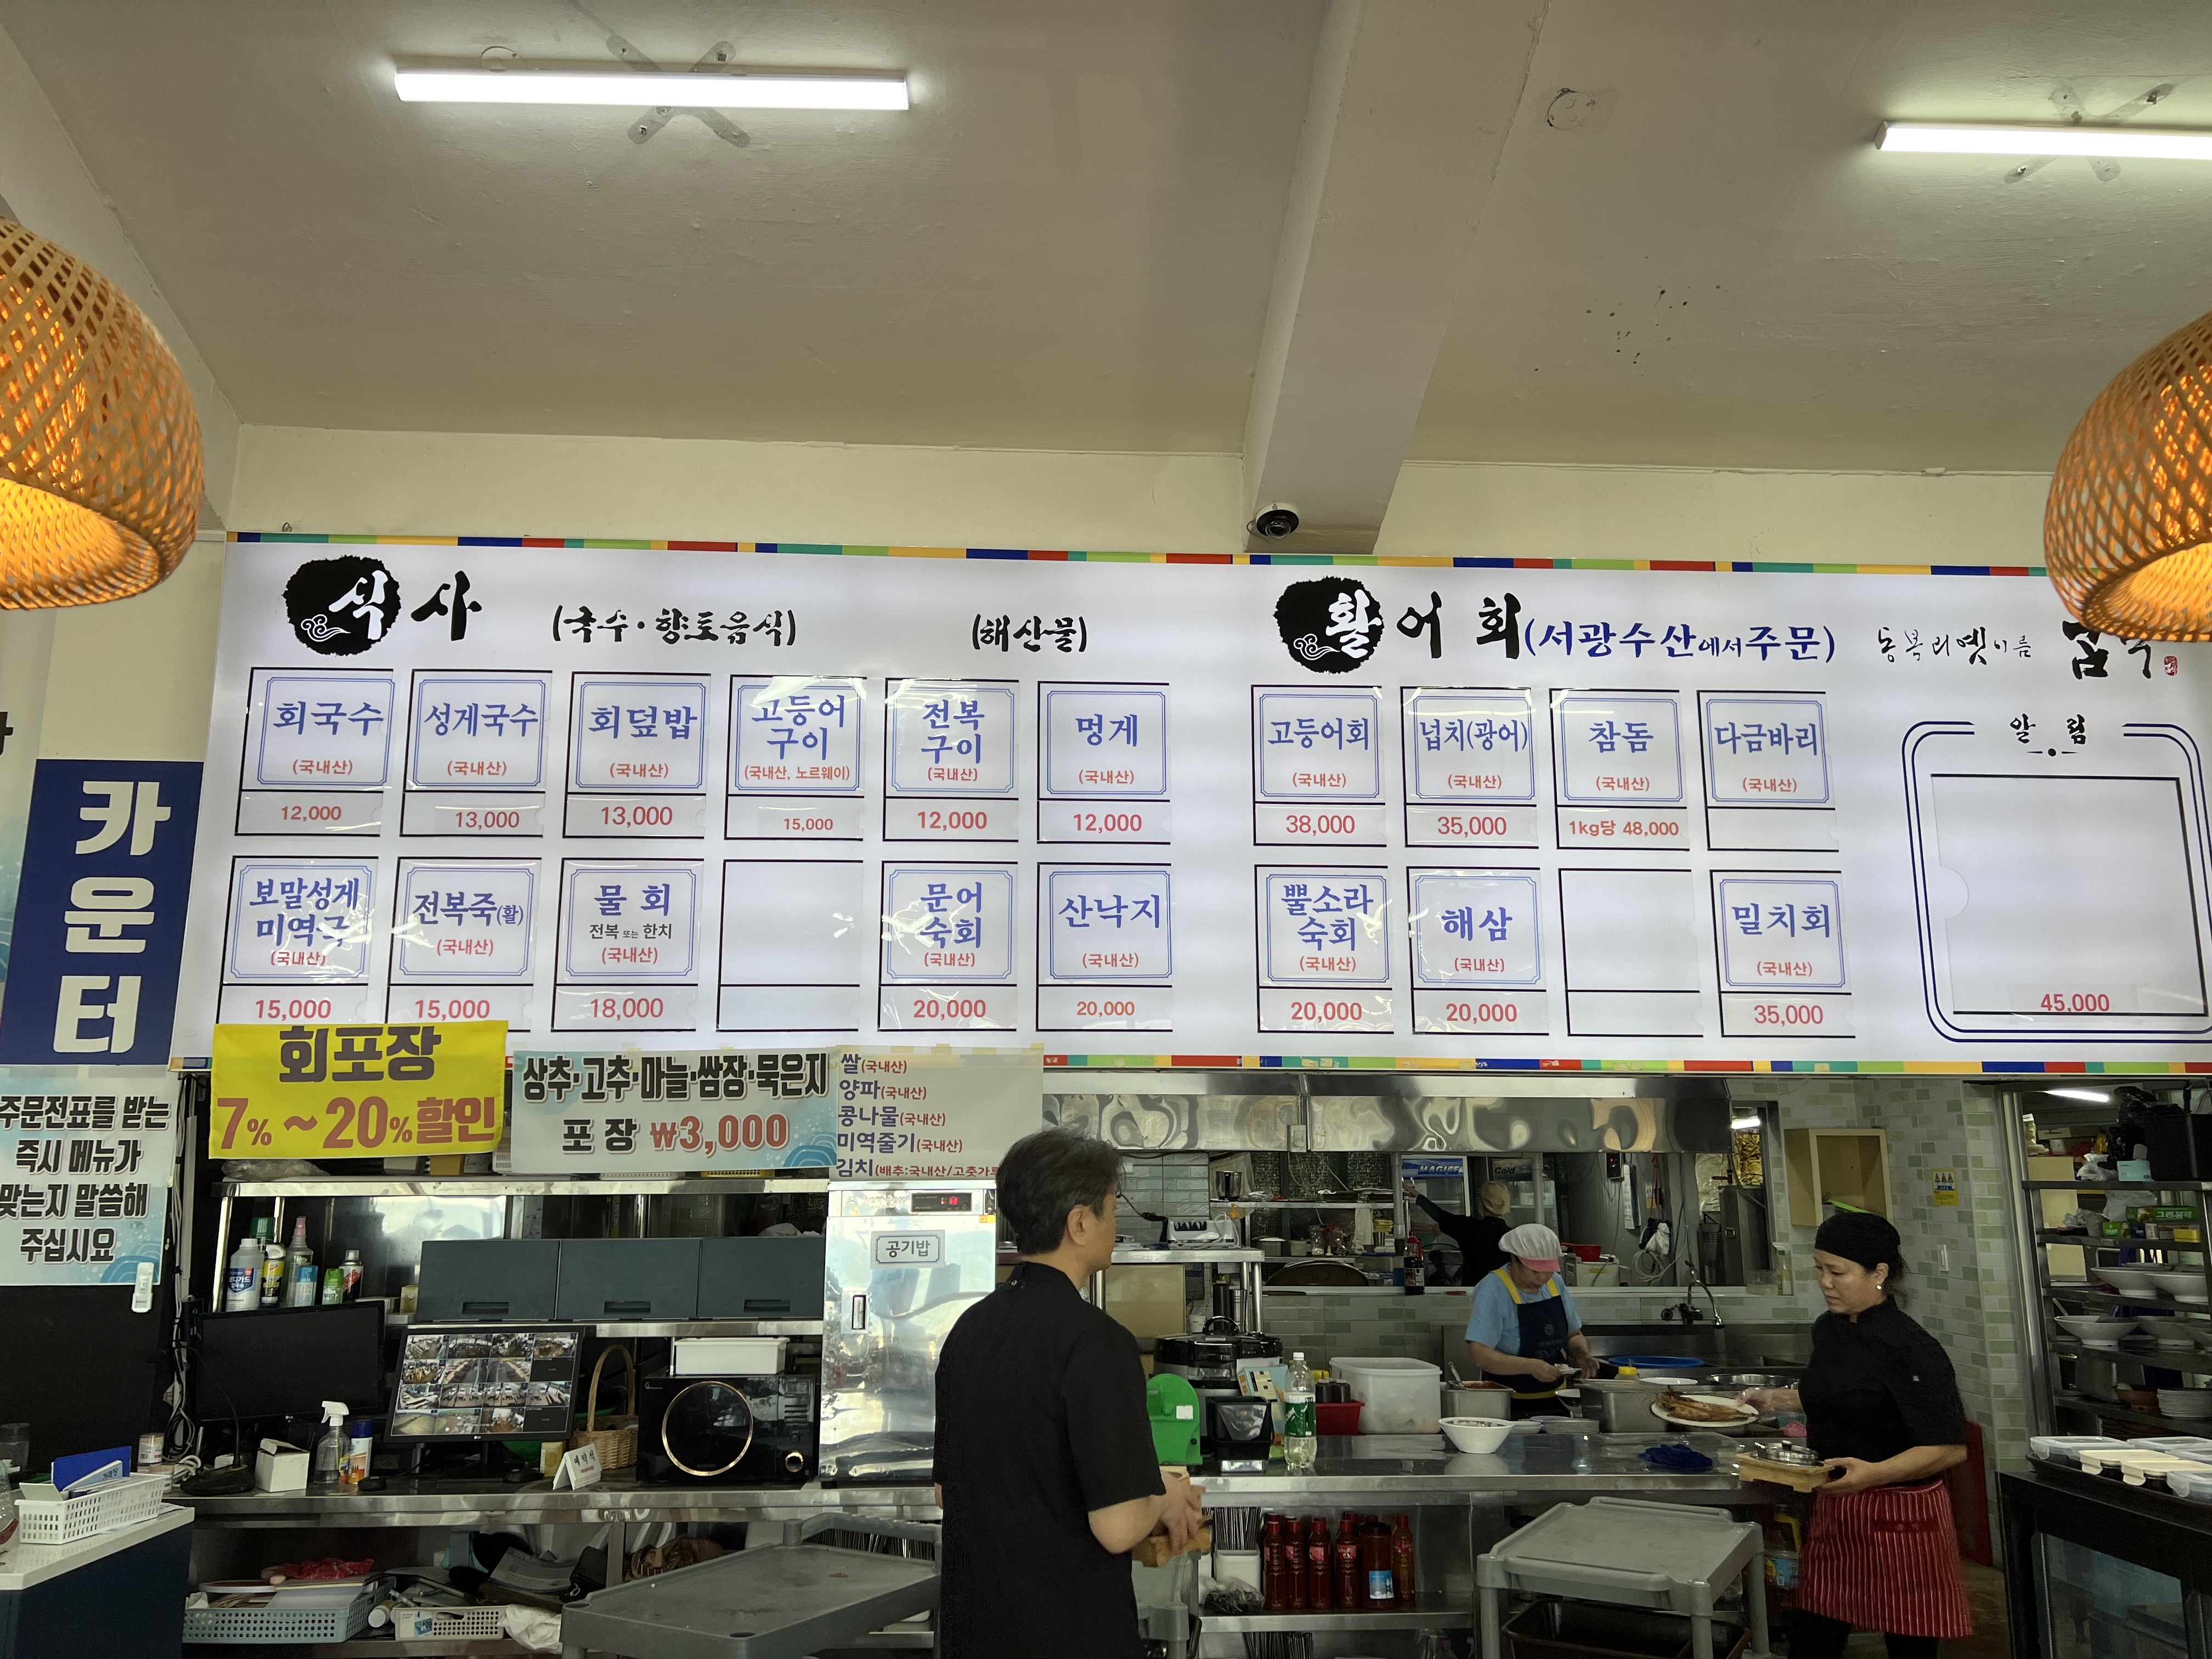 식사 (국수·향토음식) (해산물)
회국수
(국내산)
12,000
성게국수
(국내산)
13,000
회덮밥
(국내산)
13,000
고등어
구이
(국내산, 노르웨이)
15,000
전복
구이
(국내산)
12,000
멍게
(국내산)
12,000
보말성게
미역국
(국내산)
15,000
전복죽(활)
(국내산)
15,000
물 회
전복 또는 한치
(국내산)
18,000
문어
숙회
(국내산)
20,000
산낙지
(국내산)
20,000
활어 회(서광수산에서주문)
동복리옛이름
고등어회
(국내산)
38,000
넙치(광어)
(국내산)
35,000
참돔
(국내산)
1kg당 48,000
다금바리
(국내산)
뿔소라
숙회
(국내산)
20,000
해삼
(국내산)
20,000
밀치회
(국내산)
35,000
알림
45,000
카운터
주문전표를 받는
즉시 메뉴가
맞는지 말씀해
주십시요
회포장
7%~20%할인
상추·고추·마늘·쌈장·묵은지
포 장 ₩3,000
쌀(국내산)
양파(국내산)
콩나물(국내산)
미역줄기(국내산)
김치(배추:국내산/고춧가루
공기밥
예약석